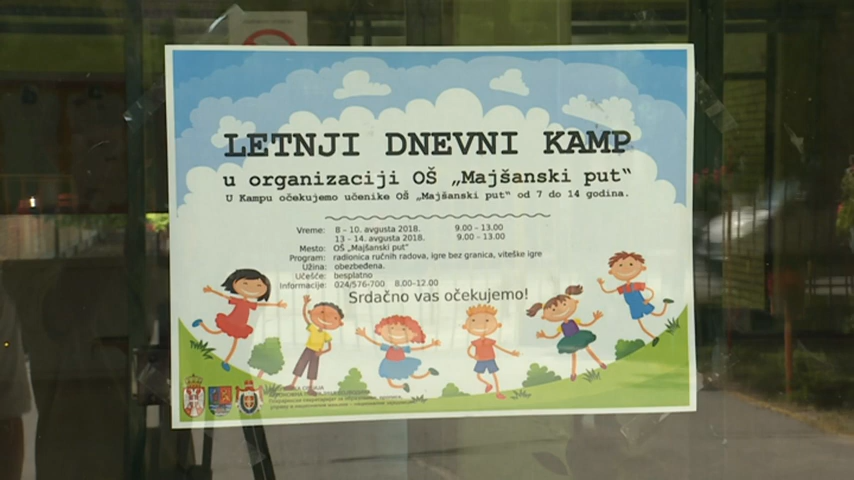 LETNJI DNEVNI KAMP
u organizaciji OŠ „Majšanski put“
U Kampu očekujemo učenike OŠ „Majšanski put“ od 7 do 14 godina.
Vreme: 8 – 10. avgusta 2018. 9.00 – 13.00
13 – 14. avgusta 2018. 9.00 – 13.00
Mesto: OŠ „Majšanski put“
Program: radionica ručnih radova, igre bez granica, viteške igre
Užina: obezbeđena.
Učešće: besplatno
Informacije: 024/576-700 8.00–12.00
Srdačno vas očekujemo!